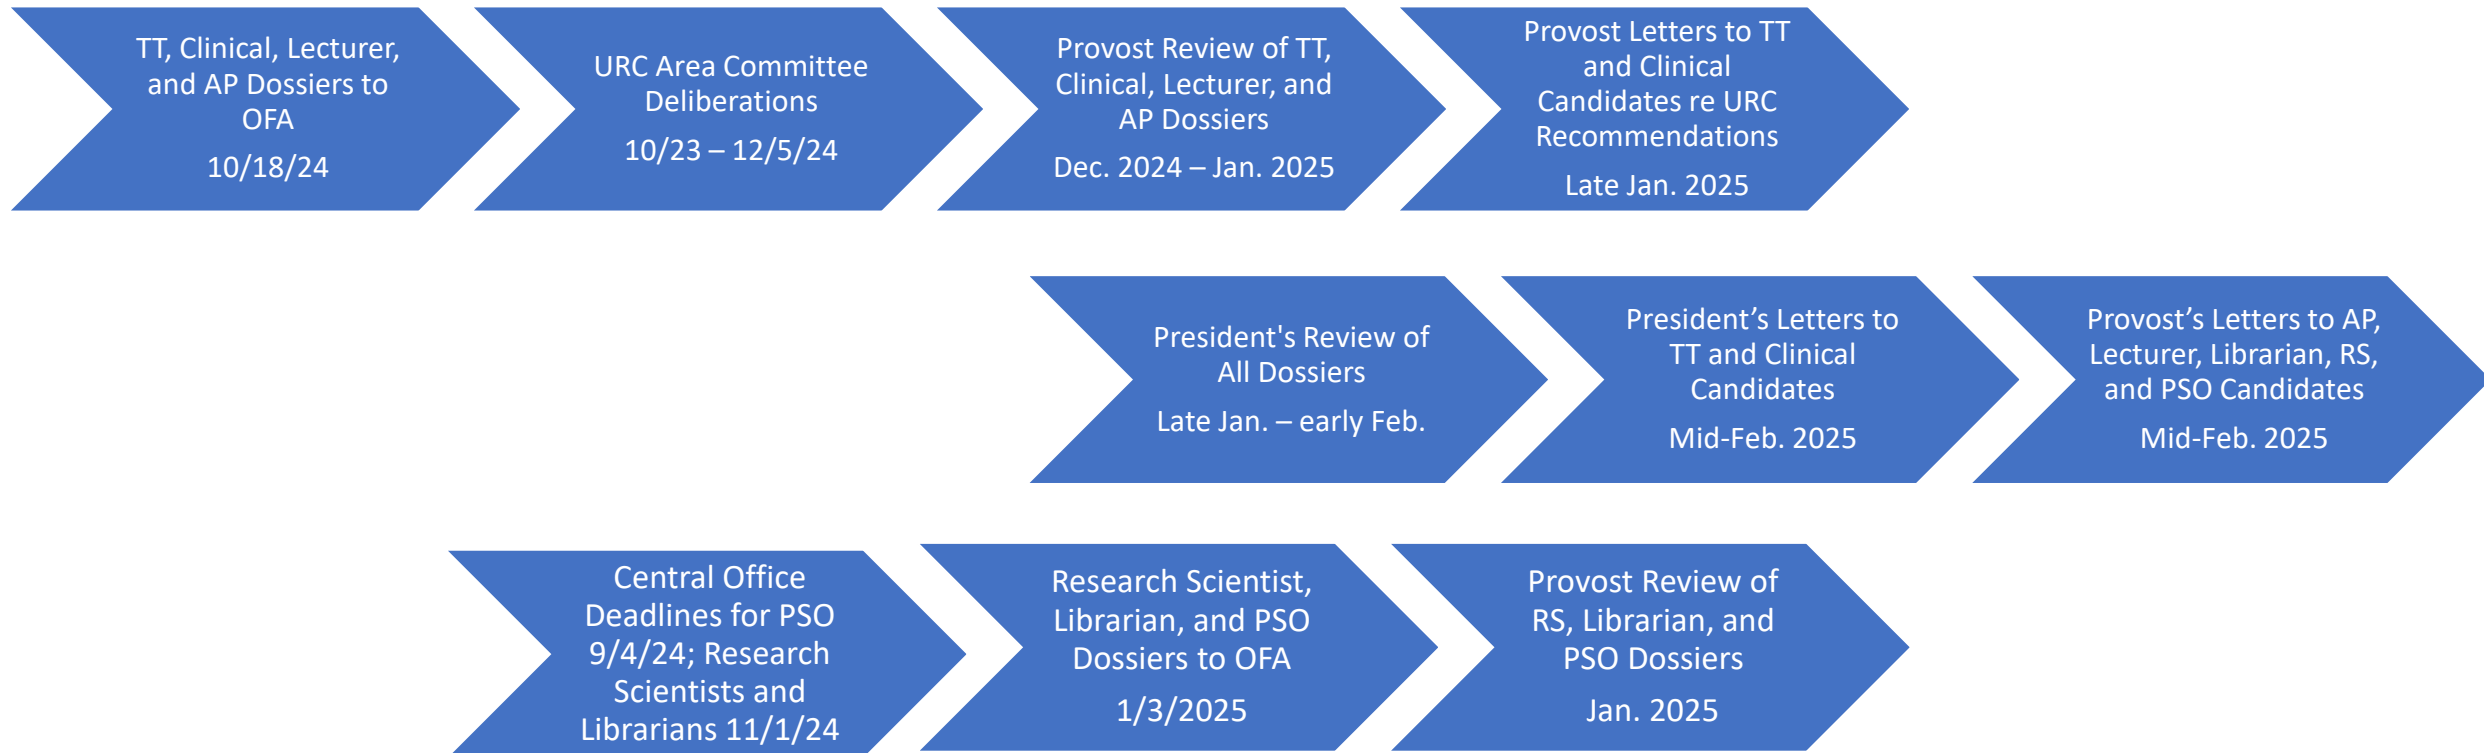 TT, Clinical, Lecturer,
and AP Dossiers to
OFA
10/18/24
URC Area Committee
Deliberations
10/23 – 12/5/24
Provost Review of TT,
Clinical, Lecturer, and
AP Dossiers
Dec. 2024 – Jan. 2025
Provost Letters to TT
and Clinical
Candidates re URC
Recommendations
Late Jan. 2025
President's Review of
All Dossiers
Late Jan. – early Feb.
President’s Letters to
TT and Clinical
Candidates
Mid-Feb. 2025
Provost’s Letters to AP,
Lecturer, Librarian, RS,
and PSO Candidates
Mid-Feb. 2025
Central Office
Deadlines for PSO
9/4/24; Research
Scientists and
Librarians 11/1/24
Research Scientist,
Librarian, and PSO
Dossiers to OFA
1/3/2025
Provost Review of
RS, Librarian, and
PSO Dossiers
Jan. 2025